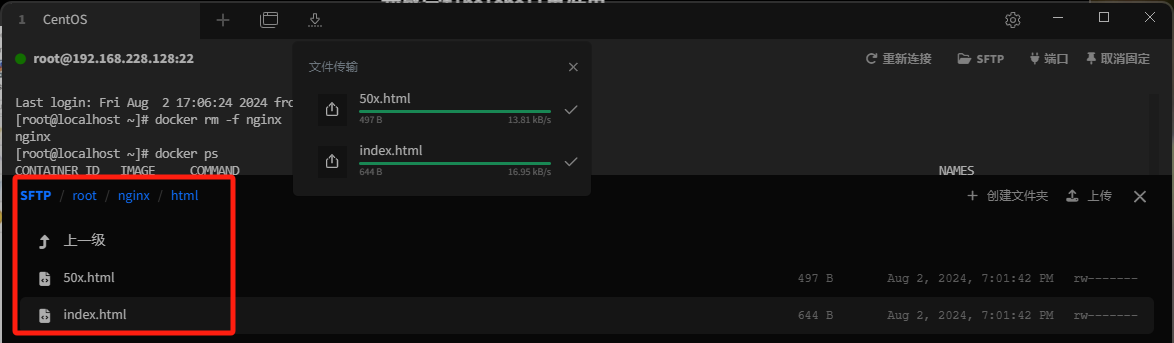 1 CentOS
root@192.168.228.128:22
重新连接 SFTP 端口 取消固定
文件传输
50x.html
497 B 13.81 kB/s
index.html
644 B 16.95 kB/s
Last login: Fri Aug  2 17:06:24 2024 fro
[root@localhost ~]# docker rm -f nginx
nginx
[root@localhost ~]# docker ps
CONTAINER ID   IMAGE     COMMAND NAMES
SFTP / root / nginx / html
创建文件夹 上传
上一级
50x.html 497 B Aug 2, 2024, 7:01:42 PM rw-------
index.html 644 B Aug 2, 2024, 7:01:42 PM rw-------